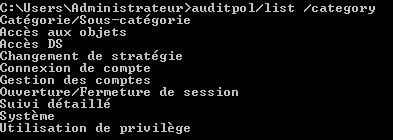 C:\Users\Administrateur>auditpol/list /category
Catégorie/Sous-catégorie
Accès aux objets
Accès DS
Changement de stratégie
Connexion de compte
Gestion des comptes
Ouverture/Fermeture de session
Suivi détaillé
Système
Utilisation de privilège